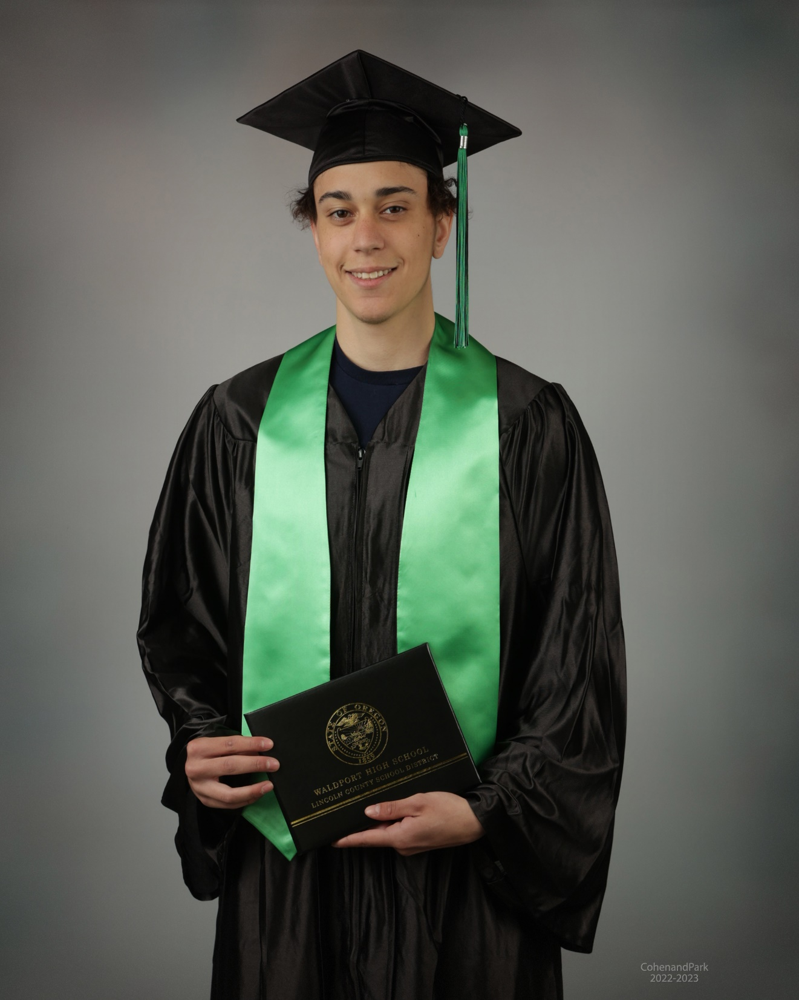 STATE OF OREGON
1859
WALDPORT HIGH SCHOOL
LINCOLN COUNTY SCHOOL DISTRICT
CohenandPark
2022-2023